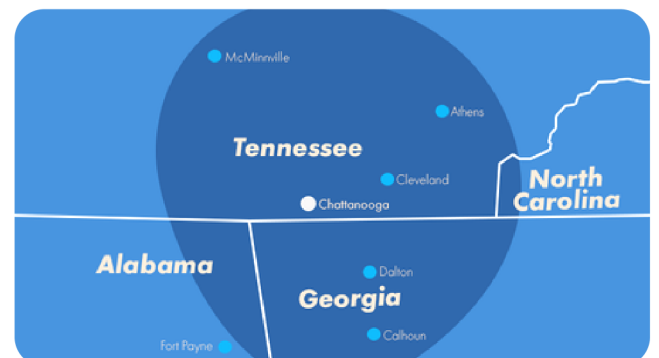 McMinnville
Athens
Tennessee
Cleveland
North
Carolina
Chattanooga
Alabama
Dalton
Georgia
Calhoun
Fort Payne